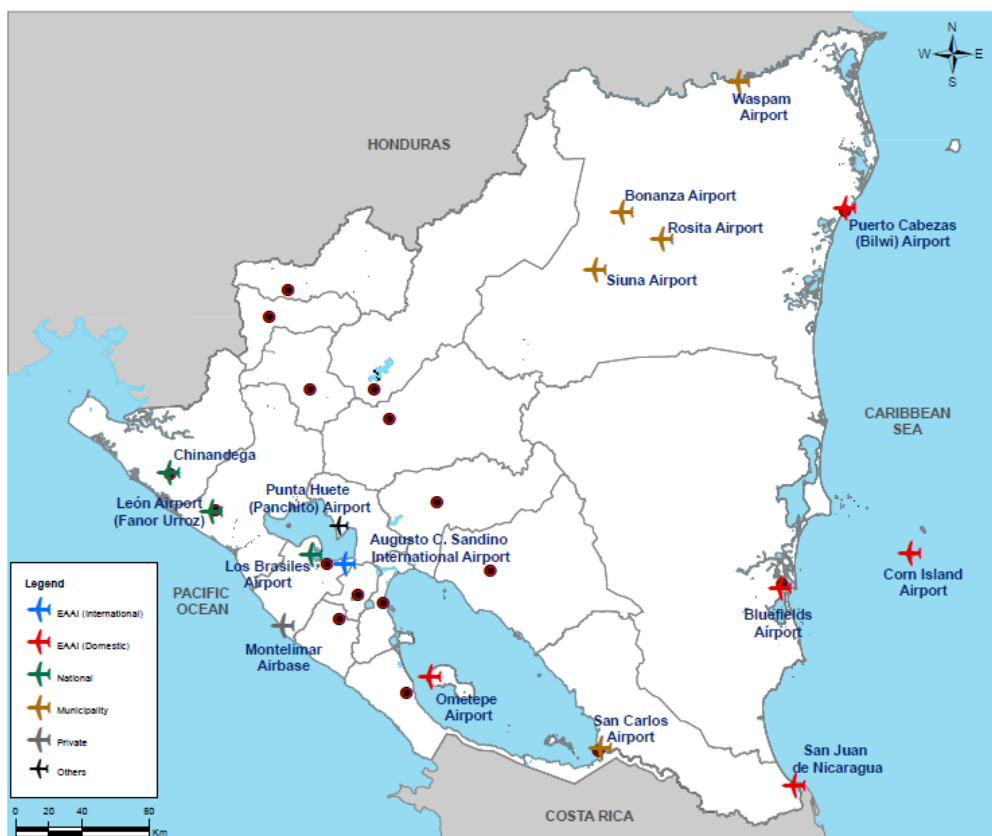 N
W E
S
Waspam
Airport
HONDURAS
Bonanza Airport
Rosita Airport
Puerto Cabezas
(Bilwi) Airport
Siuna Airport
CARIBBEAN
SEA
Chinandega
Punta Huete
(Panchito) Airport
León Airport
(Fanor Urroz)
Augusto C. Sandino
International Airport
Los Brasiles
Airport
Corn Island
Airport
PACIFIC
OCEAN
Bluefields
Airport
Montelimar
Airbase
Ometepe
Airport
San Carlos
Airport
San Juan
de Nicaragua
COSTA RICA
Legend
EAAI (International)
EAAI (Domestic)
National
Municipality
Private
Others
0 20 40 80
Km